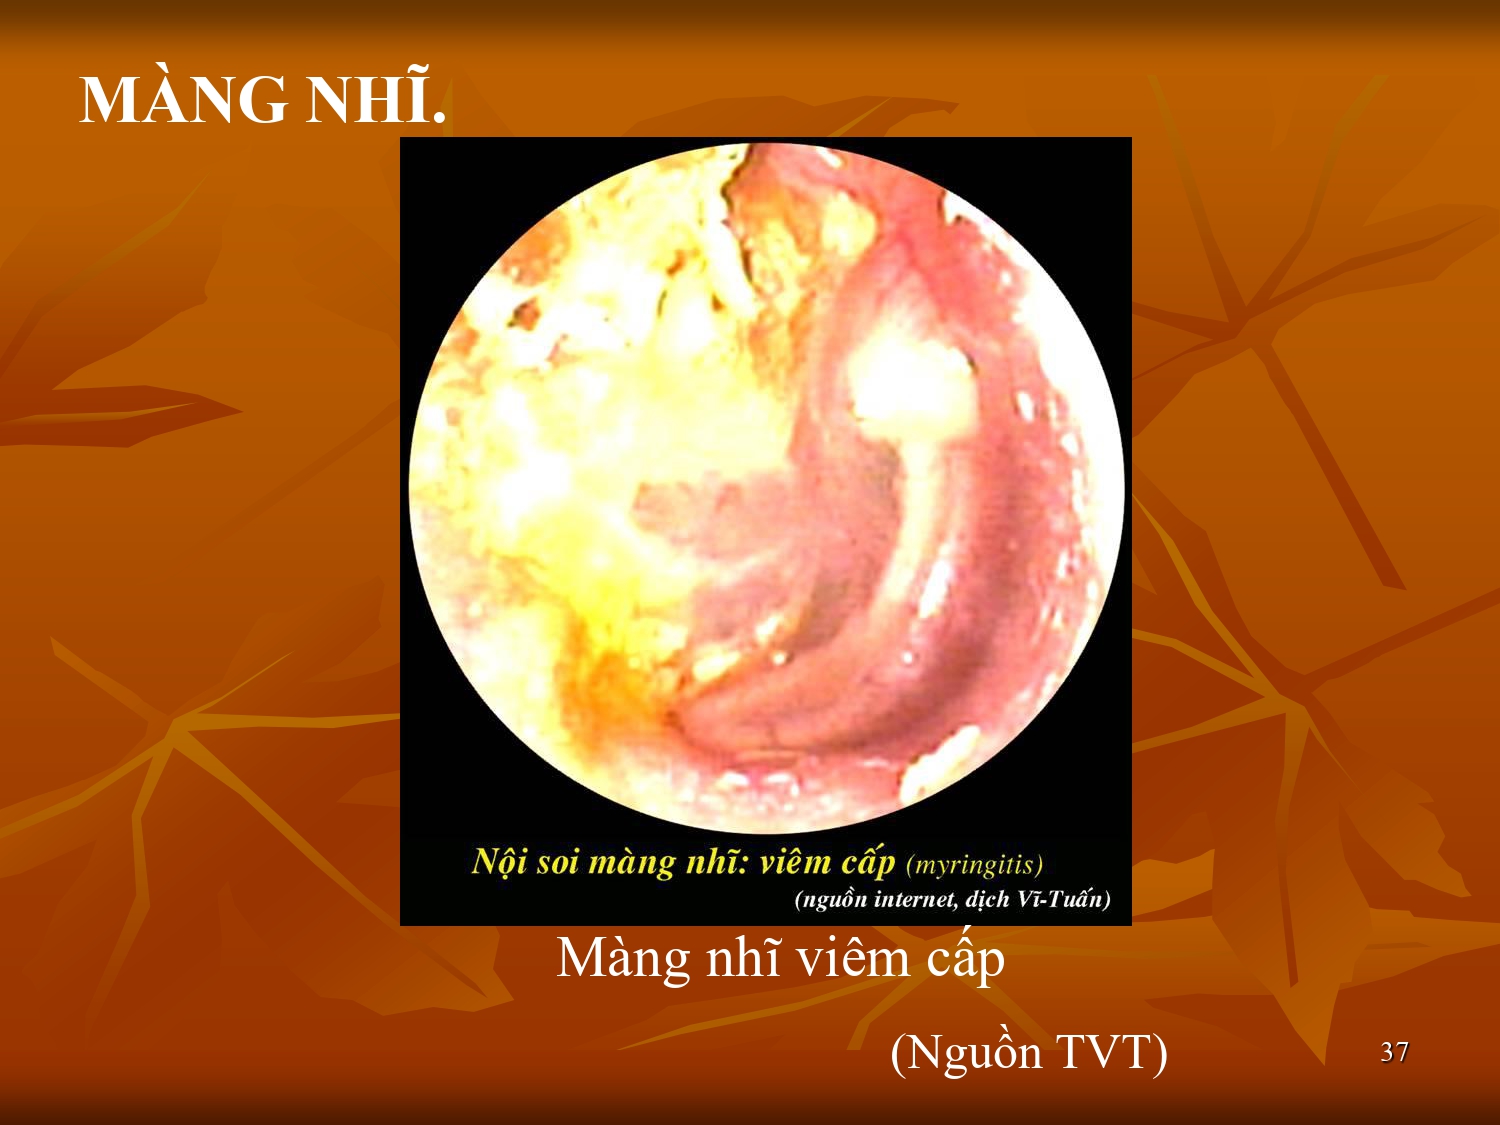 MÀNG NHĨ.
Nội soi màng nhĩ: viêm cấp (myringitis)
(nguồn internet, dịch Vĩ-Tuấn)
Màng nhĩ viêm cấp
(Nguồn TVT)
37